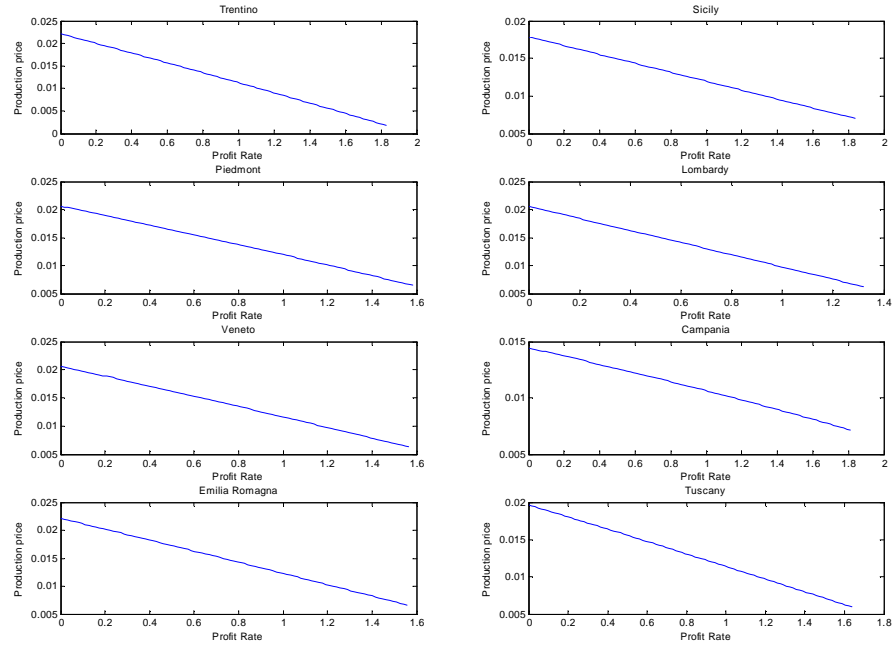 Trentino
Production price
0.025
0.02
0.015
0.01
0.005
0
0 0.2 0.4 0.6 0.8 1 1.2 1.4 1.6 1.8 2
Profit Rate
Sicily
Production price
0.02
0.015
0.01
0.005
0 0.2 0.4 0.6 0.8 1 1.2 1.4 1.6 1.8 2
Profit Rate
Piedmont
Production price
0.025
0.02
0.015
0.01
0.005
0 0.2 0.4 0.6 0.8 1 1.2 1.4 1.6
Profit Rate
Lombardy
Production price
0.025
0.02
0.015
0.01
0.005
0 0.2 0.4 0.6 0.8 1 1.2 1.4
Profit Rate
Veneto
Production price
0.025
0.02
0.015
0.01
0.005
0 0.2 0.4 0.6 0.8 1 1.2 1.4 1.6
Profit Rate
Campania
Production price
0.015
0.01
0.005
0 0.2 0.4 0.6 0.8 1 1.2 1.4 1.6 1.8 2
Profit Rate
Emilia Romagna
Production price
0.025
0.02
0.015
0.01
0.005
0 0.2 0.4 0.6 0.8 1 1.2 1.4 1.6
Profit Rate
Tuscany
Production price
0.02
0.015
0.01
0.005
0 0.2 0.4 0.6 0.8 1 1.2 1.4 1.6 1.8
Profit Rate